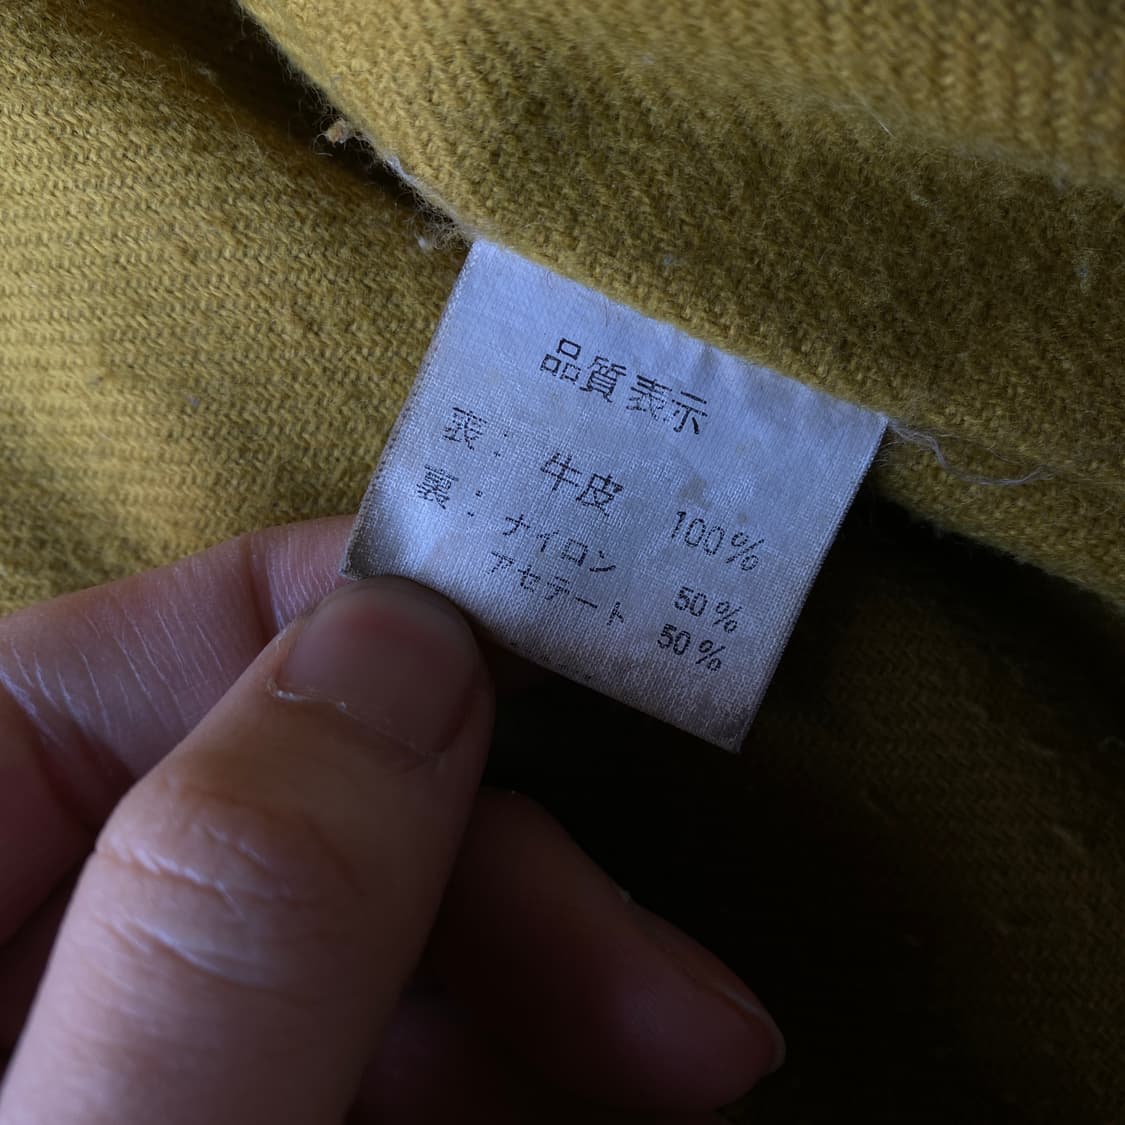 品質表示
表: 牛皮 100%
裏: ナイロン 50%
アセテート 50%